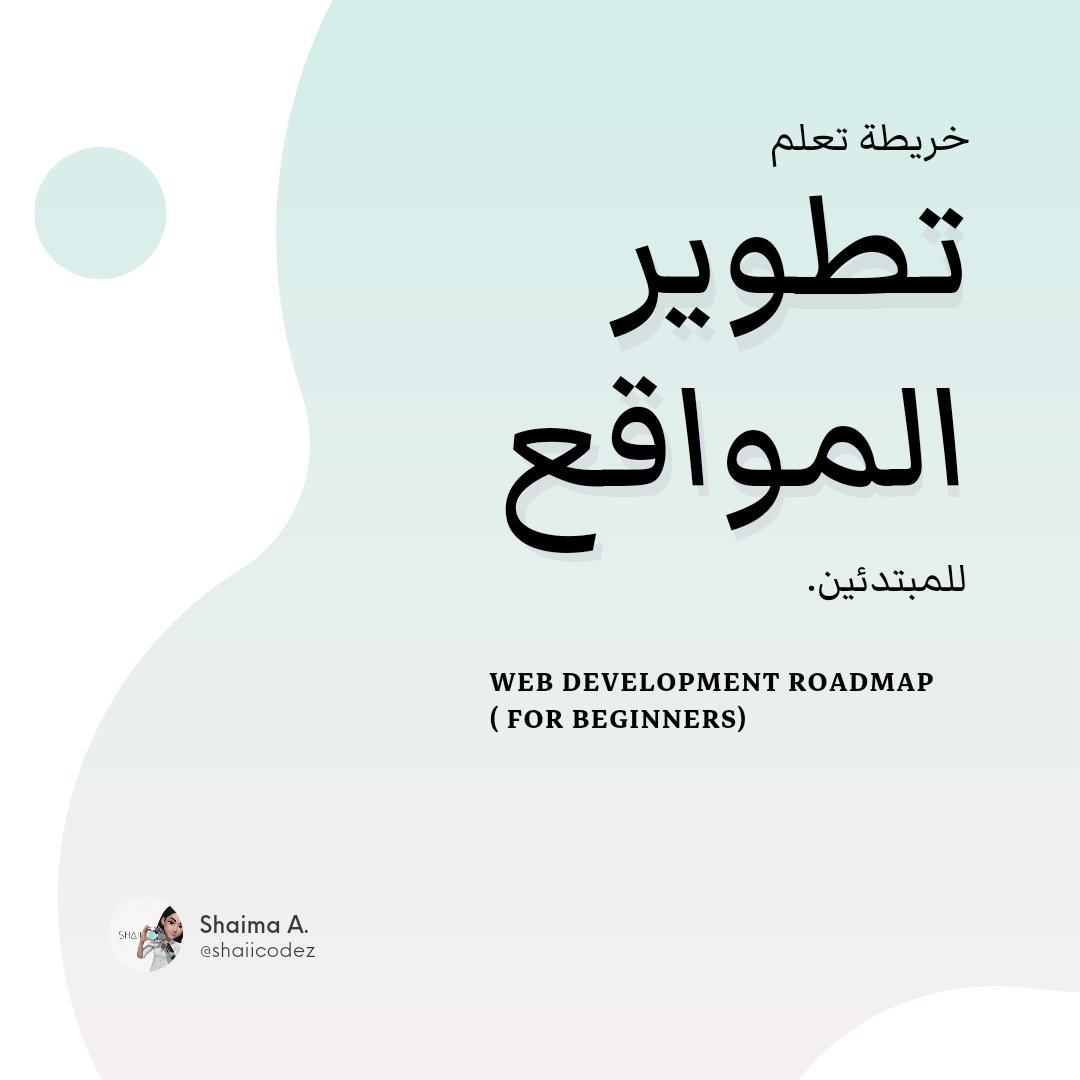 خريطة تعلم
تطوير
المواقع
للمبتدئين.
WEB DEVELOPMENT ROADMAP
( FOR BEGINNERS)
Shaima A.
@shaiicodez